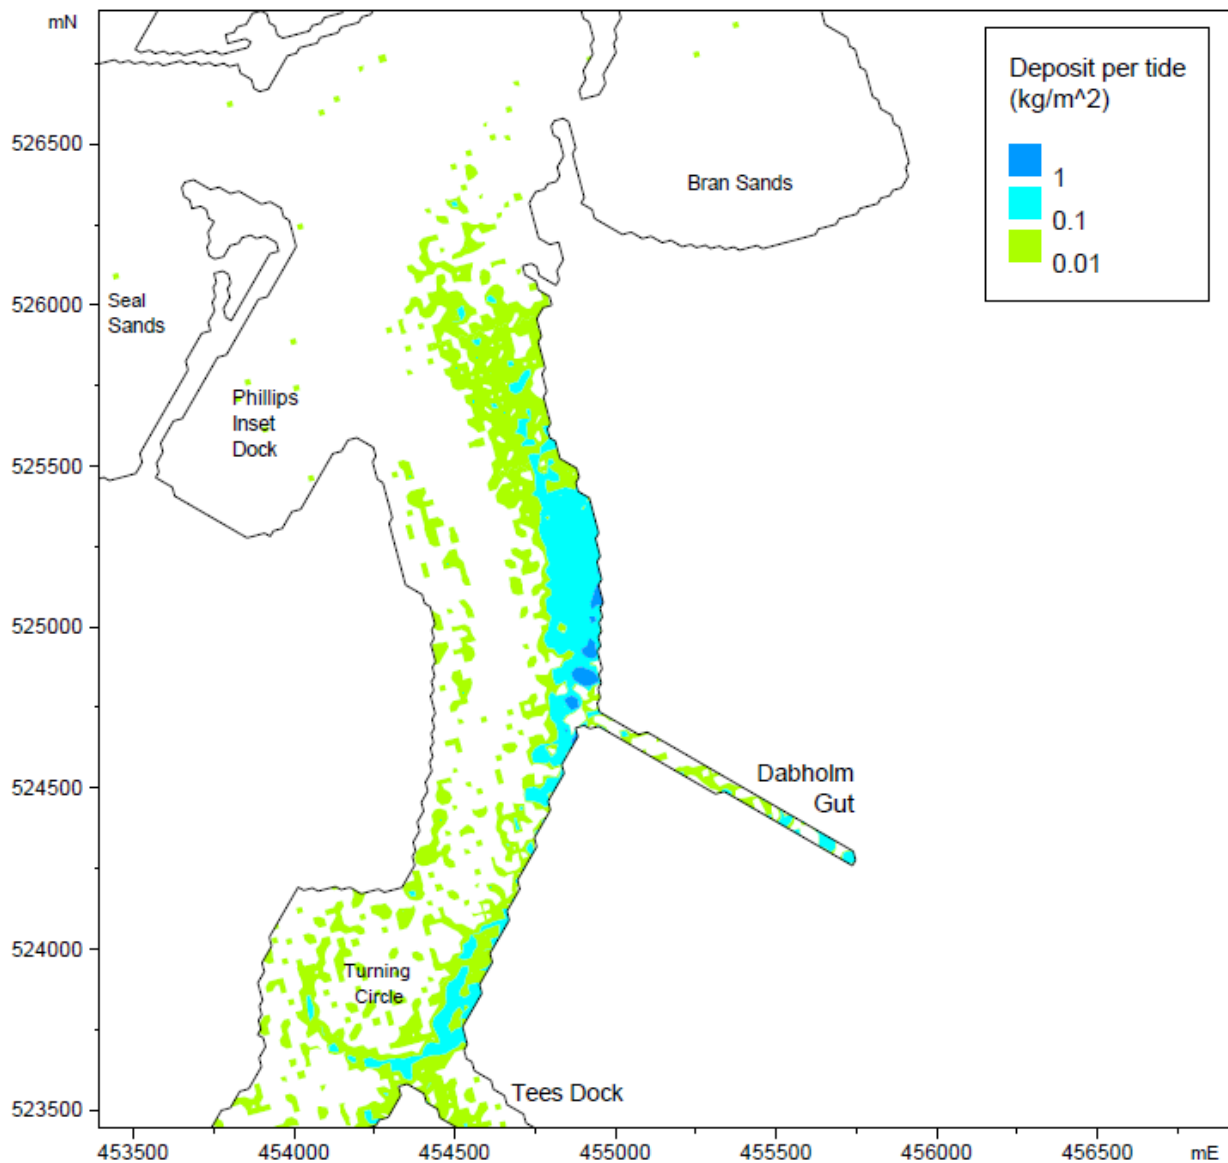 mN
Deposit per tide
(kg/m^2)
1
0.1
0.01
526500
Bran Sands
526000
Seal
Sands
Phillips
Inset
Dock
525500
525000
524500
Dabholm
Gut
524000
Turning
Circle
Tees Dock
523500
453500
454000
454500
455000
455500
456000
456500
mE